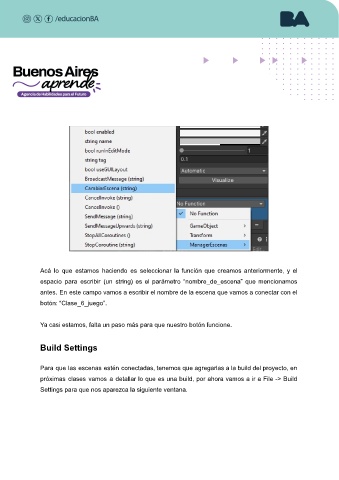 /educacionBA
BA
Buenos Aires
aprende
Agencia de Habilidades para el Futuro
bool enabled
string name
bool runInEditMode
string tag
bool useGUILayout
BroadcastMessage (string)
CambiarEscena (string)
CancelInvoke (string)
CancelInvoke ()
SendMessage (string)
SendMessageUpwards (string)
StopAllCoroutines ()
StopCoroutine (string)
1
0.1
Automatic
Visualize
No Function
No Function
GameObject
Transform
ManagerEscenas
Acá lo que estamos haciendo es seleccionar la función que creamos anteriormente, y el
espacio para escribir (un string) es el parámetro “nombre_de_escena” que mencionamos
antes. En este campo vamos a escribir el nombre de la escena que vamos a conectar con el
botón: “Clase_6_juego”.
Ya casi estamos, falta un paso más para que nuestro botón funcione.
Build Settings
Para que las escenas estén conectadas, tenemos que agregarlas a la build del proyecto, en
próximas clases vamos a detallar lo que es una build, por ahora vamos a ir a File -> Build
Settings para que nos aparezca la siguiente ventana.